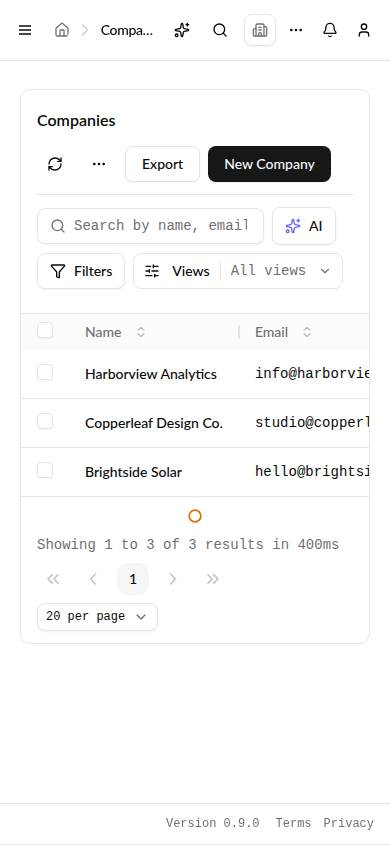 Compa...
Companies
Export New Company
Search by name, email AI
Filters Views All views
Name Email
Harborview Analytics info@harborvie
Copperleaf Design Co. studio@copperl
Brightside Solar hello@brightsi
Showing 1 to 3 of 3 results in 400ms
1
20 per page
Version 0.9.0 Terms Privacy